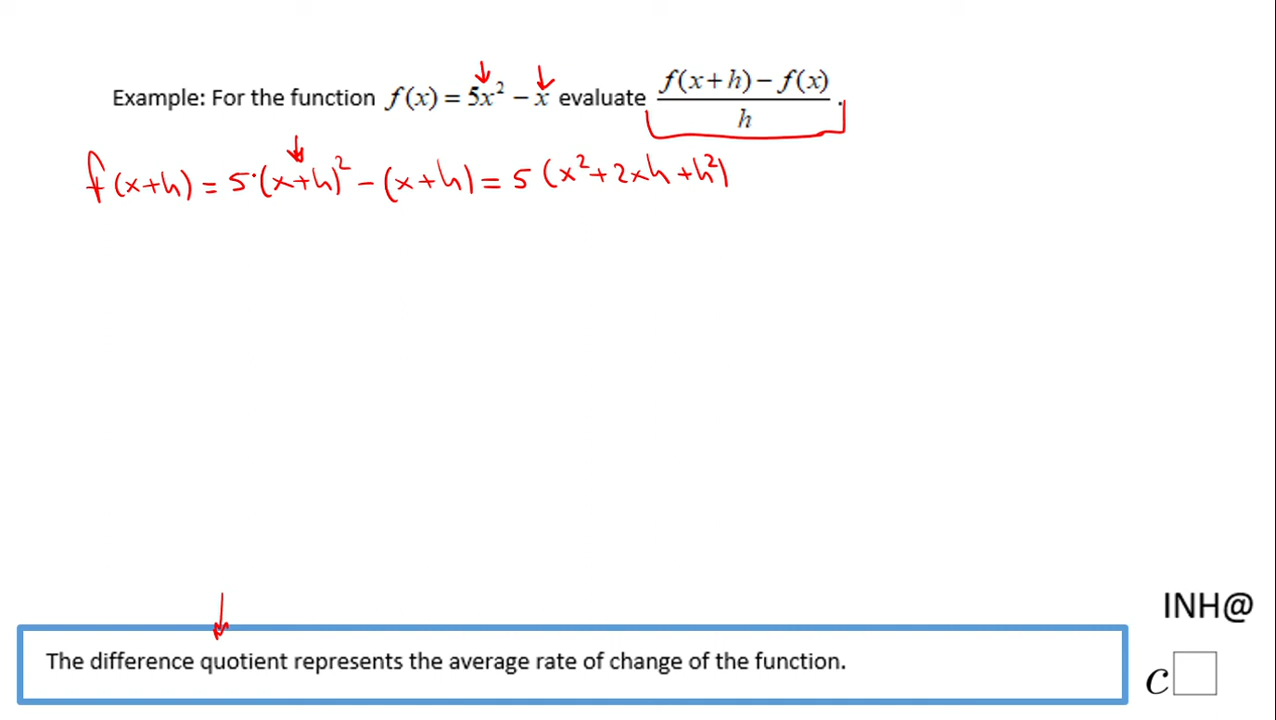 Example: For the function f(x) = 5x² − x evaluate (f(x+h) − f(x))/h.
f(x+h) = 5·(x+h)² − (x+h) = 5(x²+2xh+h²)
INH@
The difference quotient represents the average rate of change of the function.
c□